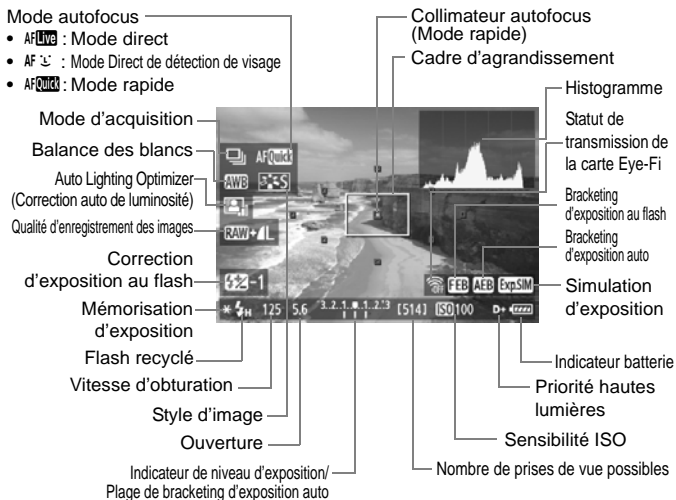 Mode autofocus
• AF Live : Mode direct
• AF : Mode Direct de détection de visage
• AF Quick : Mode rapide
Mode d'acquisition
Balance des blancs
Auto Lighting Optimizer
(Correction auto de luminosité)
Qualité d'enregistrement des images
Correction
d'exposition au flash
Mémorisation
d'exposition
Flash recyclé
Vitesse d'obturation
Style d'image
Ouverture
Indicateur de niveau d'exposition/
Plage de bracketing d'exposition auto
Collimateur autofocus
(Mode rapide)
Cadre d'agrandissement
Histogramme
Statut de
transmission de
la carte Eye-Fi
Bracketing
d'exposition au flash
Bracketing
d'exposition auto
Simulation
d'exposition
Indicateur batterie
Priorité hautes
lumières
Sensibilité ISO
Nombre de prises de vue possibles
AF Quick
AWB S
RAW+L
-1
OFF FEB AEB Exp.SIM
* H 125 5.6 3..2..1..1..2.:3 [514] ISO 100 D+